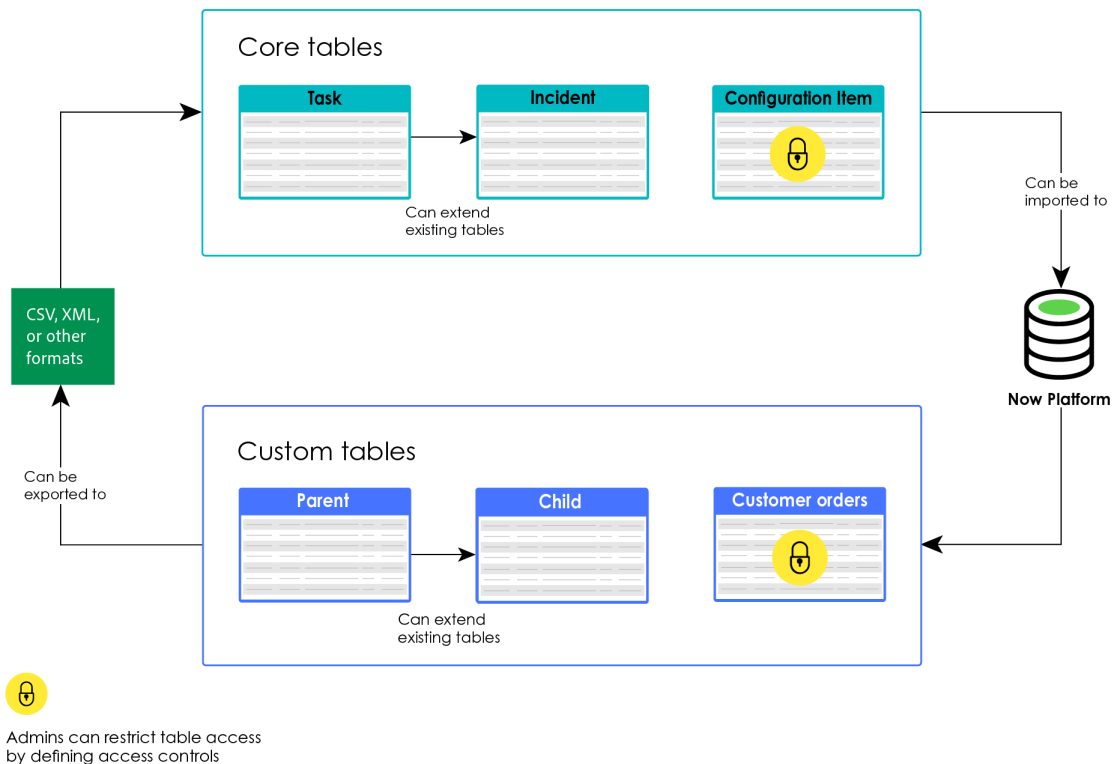 Core tables
Task
Incident
Configuration Item
Can extend
existing tables
Can be
imported to
CSV, XML,
or other
formats
Now Platform
Custom tables
Can be
exported to
Parent
Child
Customer orders
Can extend
existing tables
Admins can restrict table access
by defining access controls